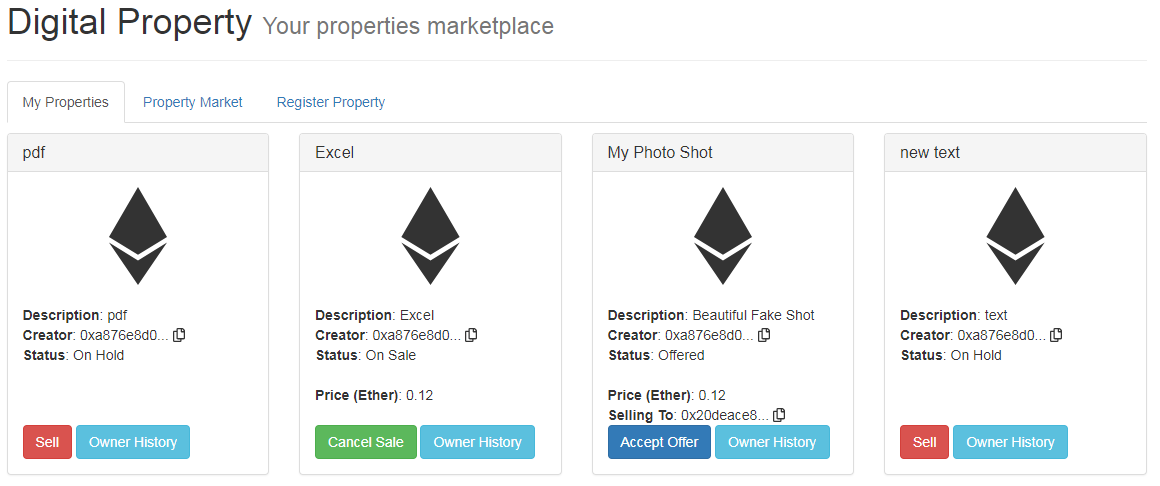 Digital Property Your properties marketplace
My Properties Property Market Register Property
pdf
Description: pdf
Creator: 0xa876e8d0...
Status: On Hold
Sell Owner History
Excel
Description: Excel
Creator: 0xa876e8d0...
Status: On Sale
Price (Ether): 0.12
Cancel Sale Owner History
My Photo Shot
Description: Beautiful Fake Shot
Creator: 0xa876e8d0...
Status: Offered
Price (Ether): 0.12
Selling To: 0x20deace8...
Accept Offer Owner History
new text
Description: text
Creator: 0xa876e8d0...
Status: On Hold
Sell Owner History